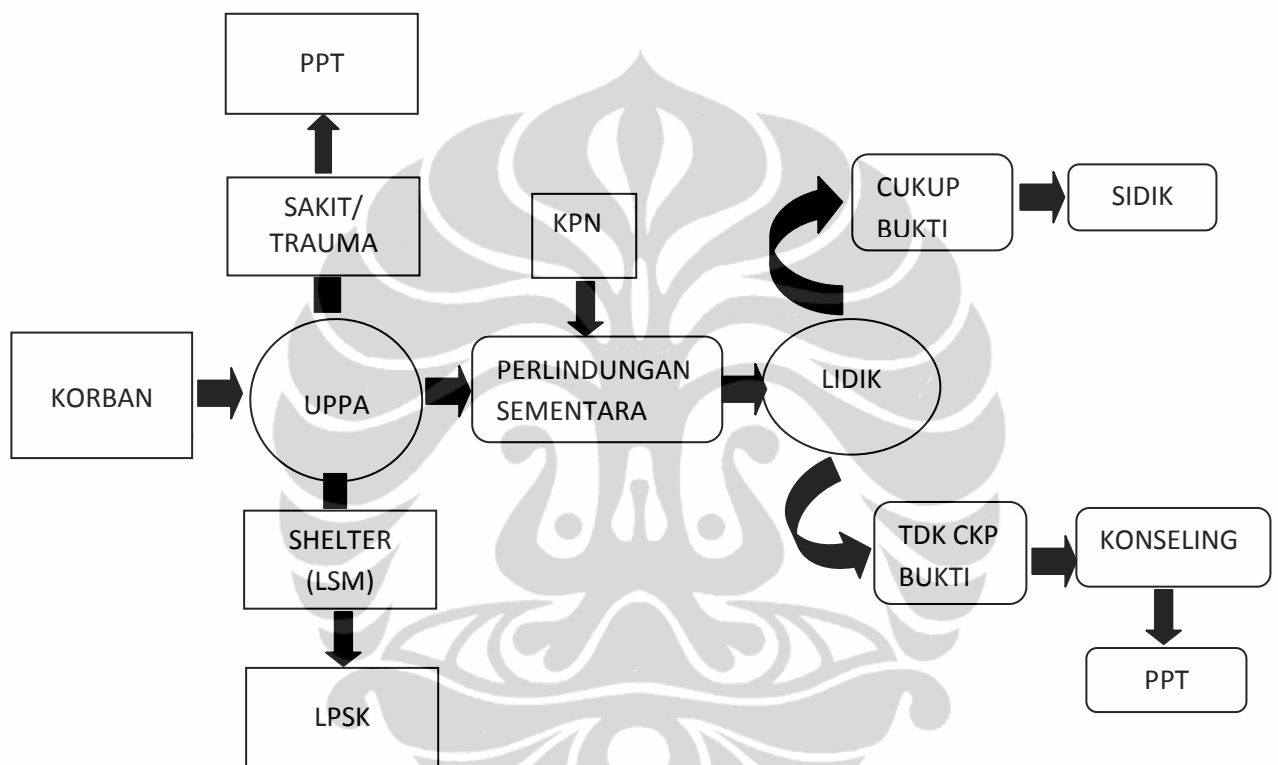 PPT
SAKIT/
TRAUMA
KPN
CUKUP
BUKTI
SIDIK
KORBAN
UPPA
PERLINDUNGAN
SEMENTARA
LIDIK
SHELTER
(LSM)
TDK CKP
BUKTI
KONSELING
LPSK
PPT